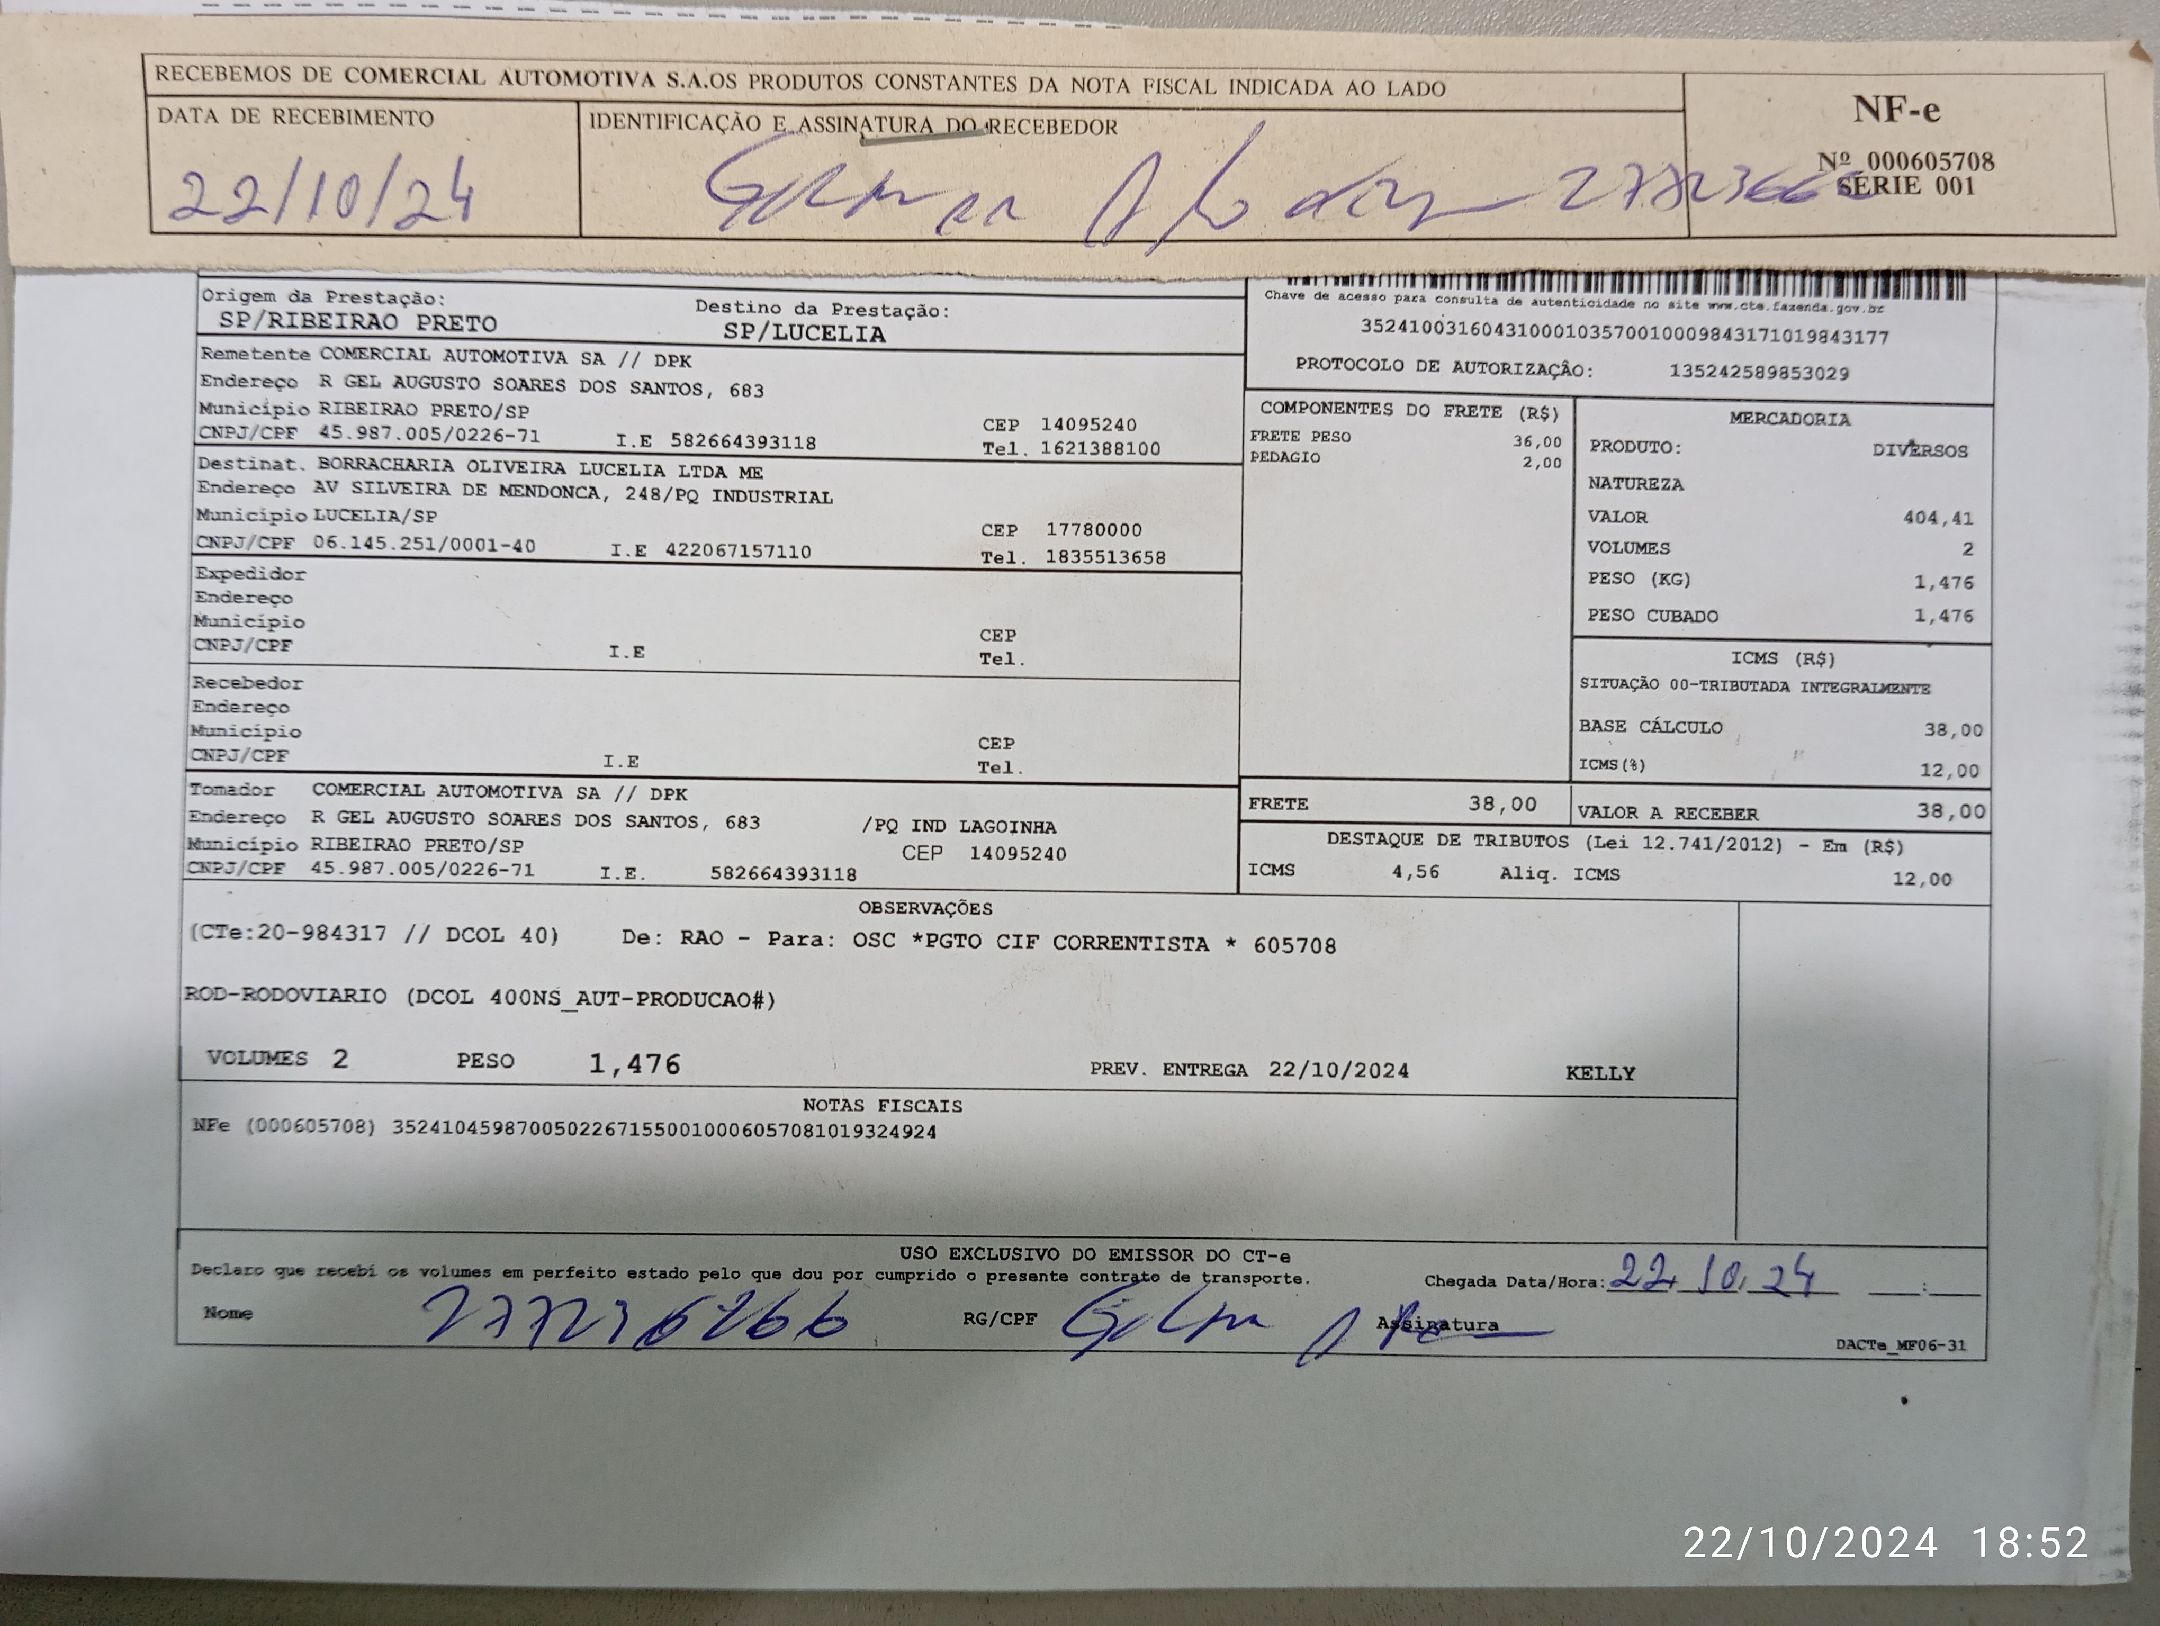 RECEBEMOS DE COMERCIAL AUTOMOTIVA S.A.OS PRODUTOS CONSTANTES DA NOTA FISCAL INDICADA AO LADO
DATA DE RECEBIMENTO
22/10/24
IDENTIFICAÇÃO E ASSINATURA DO RECEBEDOR
NF-e
Nº 000605708
SÉRIE 001
Origem da Prestação:
SP/RIBEIRAO PRETO
Destino da Prestação:
SP/LUCELIA
Chave de acesso para consulta de autenticidade no site www.cte.fazenda.gov.br
35241003160431000103570010009843171019843177
PROTOCOLO DE AUTORIZAÇÂO: 135242589853029
Remetente COMERCIAL AUTOMOTIVA SA // DPK
Endereço R GEL AUGUSTO SOARES DOS SANTOS, 683
Município RIBEIRAO PRETO/SP CEP 14095240
CNPJ/CPF 45.987.005/0226-71 I.E 582664393118 Tel. 1621388100
Destinat. BORRACHARIA OLIVEIRA LUCELIA LTDA ME
Endereço AV SILVEIRA DE MENDONCA, 248/PQ INDUSTRIAL
Município LUCELIA/SP CEP 17780000
CNPJ/CPF 06.145.251/0001-40 I.E 422067157110 Tel. 1835513658
Expedidor
Endereço
Município CEP
CNPJ/CPF I.E Tel.
Recebedor
Endereço
Município CEP
CNPJ/CPF I.E Tel.
Tomador COMERCIAL AUTOMOTIVA SA // DPK
Endereço R GEL AUGUSTO SOARES DOS SANTOS, 683 /PQ IND LAGOINHA
Município RIBEIRAO PRETO/SP CEP 14095240
CNPJ/CPF 45.987.005/0226-71 I.E. 582664393118
COMPONENTES DO FRETE (R$)
FRETE PESO 36,00
PEDAGIO 2,00
MERCADORIA
PRODUTO: DIVERSOS
NATUREZA
VALOR 404,41
VOLUMES 2
PESO (KG) 1,476
PESO CUBADO 1,476
ICMS (R$)
SITUAÇÃO 00-TRIBUTADA INTEGRALMENTE
BASE CÁLCULO 38,00
ICMS(%) 12,00
FRETE 38,00 VALOR A RECEBER 38,00
DESTAQUE DE TRIBUTOS (Lei 12.741/2012) - Em (R$)
ICMS 4,56 Aliq. ICMS 12,00
OBSERVAÇÕES
(CTe:20-984317 // DCOL 40) De: RAO - Para: OSC *PGTO CIF CORRENTISTA * 605708
ROD-RODOVIARIO (DCOL 400NS_AUT-PRODUCAO#)
VOLUMES 2 PESO 1,476 PREV. ENTREGA 22/10/2024 KELLY
NOTAS FISCAIS
NFe (000605708) 35241045987005022671550010006057081019324924
USO EXCLUSIVO DO EMISSOR DO CT-e
Declaro que recebi os volumes em perfeito estado pelo que dou por cumprido o presente contrato de transporte.
Chegada Data/Hora: 22 10 24 :
Nome RG/CPF Assinatura
DACTe_MF06-31
22/10/2024 18:52